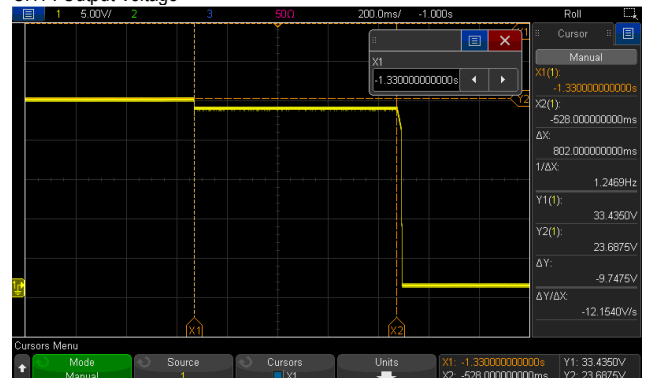 1 5.00V/ 2 3 50Ω 200.0ms/ -1.000s Roll
X1
-1.330000000000s
X1
Y2
X1
X2
Cursor
Manual
X1(1):
-1.330000000000s
X2(1):
-528.000000000ms
ΔX:
802.000000000ms
1/ΔX:
1.2469Hz
Y1(1):
33.4350V
Y2(1):
23.6875V
ΔY:
-9.7475V
ΔY/ΔX:
-12.1540V/s
Cursors Menu
Mode Source Cursors Units X1: -1.330000000000s Y1: 33.4350V
Manual 1 X1 X2: -528.000000000ms Y2: 23.6875V